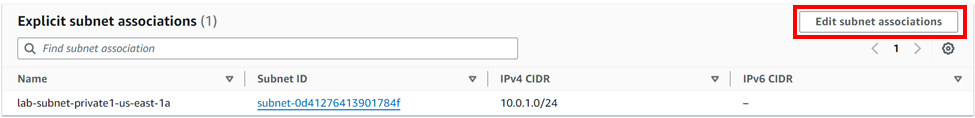 Explicit subnet associations (1)
Edit subnet associations
Find subnet association
1
Name Subnet ID IPv4 CIDR IPv6 CIDR
lab-subnet-private1-us-east-1a subnet-0d41276413901784f 10.0.1.0/24 –